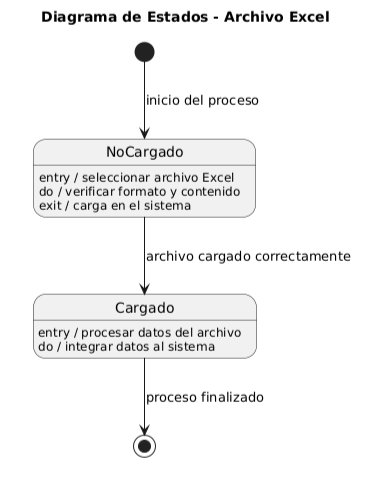 Diagrama de Estados - Archivo Excel
inicio del proceso
NoCargado
entry / seleccionar archivo Excel
do / verificar formato y contenido
exit / carga en el sistema
archivo cargado correctamente
Cargado
entry / procesar datos del archivo
do / integrar datos al sistema
proceso finalizado